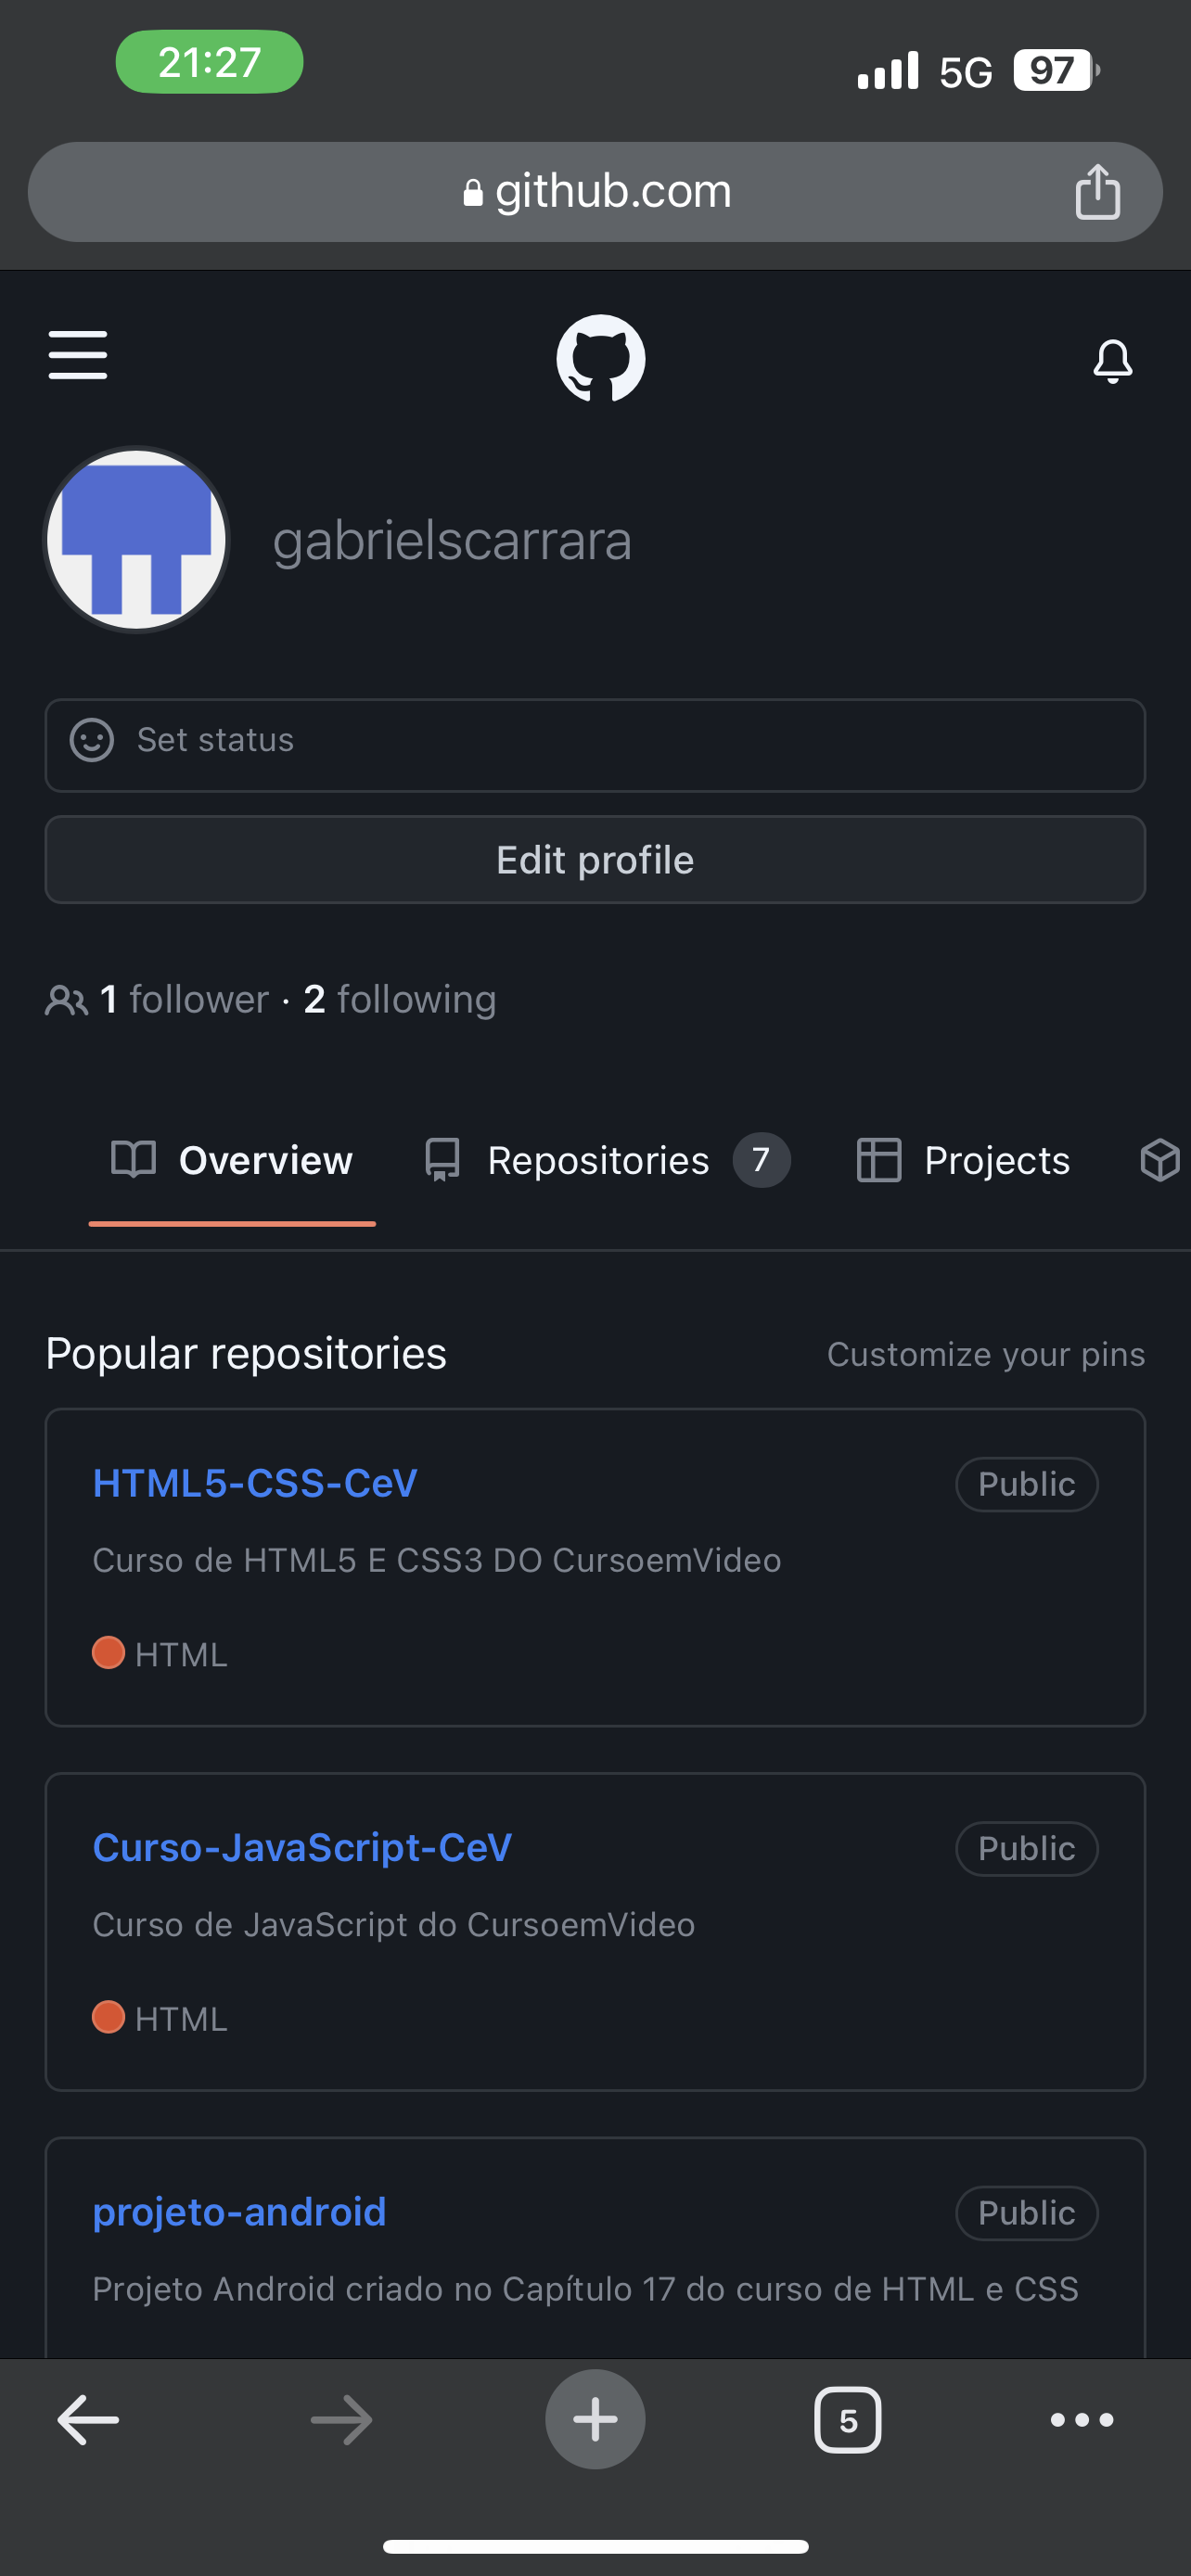 21:27
5G 97
github.com
gabrielscarrara
Set status
Edit profile
1 follower · 2 following
Overview Repositories 7 Projects
Popular repositories Customize your pins
HTML5-CSS-CeV Public
Curso de HTML5 E CSS3 DO CursoemVideo
HTML
Curso-JavaScript-CeV Public
Curso de JavaScript do CursoemVideo
HTML
projeto-android Public
Projeto Android criado no Capítulo 17 do curso de HTML e CSS
5